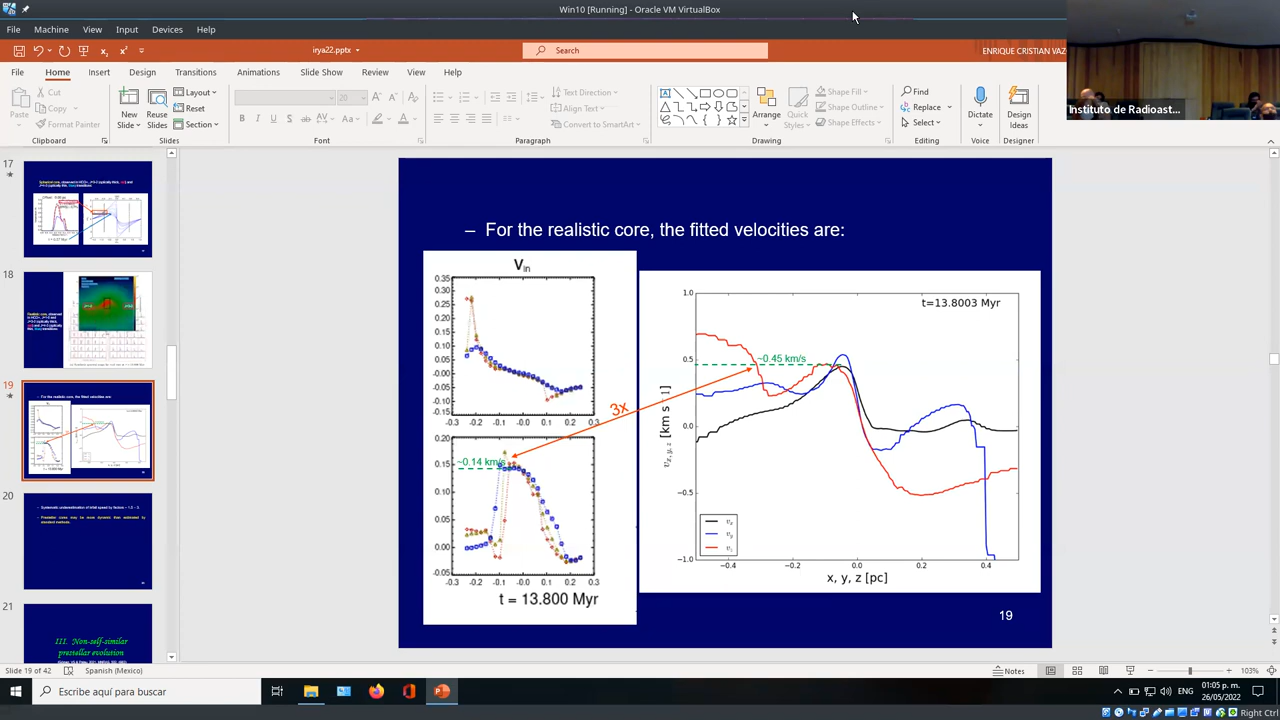 Win10 [Running] - Oracle VM VirtualBox
File Machine View Input Devices Help
irya22.pptx
Search
ENRIQUE CRISTIAN VAZ
Instituto de Radioast...
File Home Insert Design Transitions Animations Slide Show Review View Help
Paste
Cut
Copy
Format Painter
Clipboard
New Slide
Reuse Slides
Layout
Reset
Section
Slides
20
Font
Text Direction
Align Text
Convert to SmartArt
Paragraph
Arrange
Quick Styles
Shape Fill
Shape Outline
Shape Effects
Drawing
Find
Replace
Select
Editing
Dictate
Voice
Design Ideas
Designer
17
18
19
20
21
III. Non-self-similar
prestellar evolution
– For the realistic core, the fitted velocities are:
Vin
0.35
0.30
0.25
0.20
0.15
0.10
0.05
0.00
-0.05
-0.10
-0.15
-0.3 -0.2 -0.1 -0.0 0.1 0.2 0.3
0.20
0.15
0.10
0.05
0.00
-0.05
~0.14 km/s
-0.3 -0.2 -0.1 -0.0 0.1 0.2 0.3
t = 13.800 Myr
3x
t=13.8003 Myr
~0.45 km/s
1.0
0.5
0.0
−0.5
−1.0
vx, y, z [km s−1]
vx
vy
vz
−0.4 −0.2 0.0 0.2 0.4
x, y, z [pc]
19
Slide 19 of 42 Spanish (Mexico)
Notes
103%
Escribe aquí para buscar
ENG
01:05 p. m.
26/05/2022
Right Ctrl